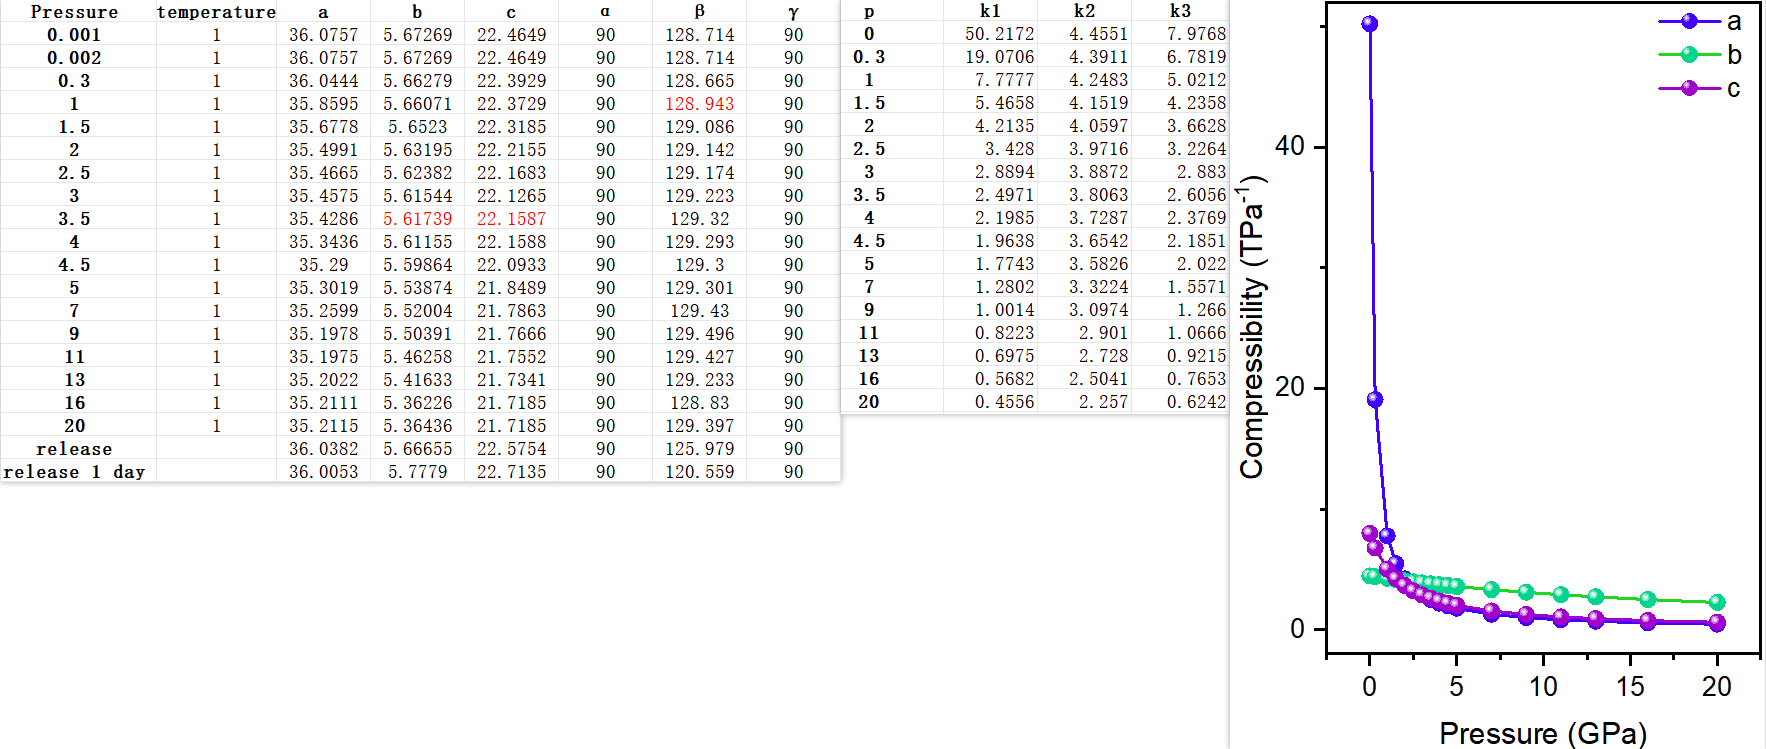 Pressure temperature a b c α β γ
0.001 1 36.0757 5.67269 22.4649 90 128.714 90
0.002 1 36.0757 5.67269 22.4649 90 128.714 90
0.3 1 36.0444 5.66279 22.3929 90 128.665 90
1 1 35.8595 5.66071 22.3729 90 128.943 90
1.5 1 35.6778 5.6523 22.3185 90 129.086 90
2 1 35.4991 5.63195 22.2155 90 129.142 90
2.5 1 35.4665 5.62382 22.1683 90 129.174 90
3 1 35.4575 5.61544 22.1265 90 129.223 90
3.5 1 35.4286 5.61739 22.1587 90 129.32 90
4 1 35.3436 5.61155 22.1588 90 129.293 90
4.5 1 35.29 5.59864 22.0933 90 129.3 90
5 1 35.3019 5.53874 21.8489 90 129.301 90
7 1 35.2599 5.52004 21.7863 90 129.43 90
9 1 35.1978 5.50391 21.7666 90 129.496 90
11 1 35.1975 5.46258 21.7552 90 129.427 90
13 1 35.2022 5.41633 21.7341 90 129.233 90
16 1 35.2111 5.36226 21.7185 90 128.83 90
20 1 35.2115 5.36436 21.7185 90 129.397 90
release 36.0382 5.66655 22.5754 90 125.979 90
release 1 day 36.0053 5.7779 22.7135 90 120.559 90
p k1 k2 k3
0 50.2172 4.4551 7.9768
0.3 19.0706 4.3911 6.7819
1 7.7777 4.2483 5.0212
1.5 5.4658 4.1519 4.2358
2 4.2135 4.0597 3.6628
2.5 3.428 3.9716 3.2264
3 2.8894 3.8872 2.883
3.5 2.4971 3.8063 2.6056
4 2.1985 3.7287 2.3769
4.5 1.9638 3.6542 2.1851
5 1.7743 3.5826 2.022
7 1.2802 3.3224 1.5571
9 1.0014 3.0974 1.266
11 0.8223 2.901 1.0666
13 0.6975 2.728 0.9215
16 0.5682 2.5041 0.7653
20 0.4556 2.257 0.6242
a
b
c
Compressibility (TPa⁻¹)
40
20
0
0 5 10 15 20
Pressure (GPa)